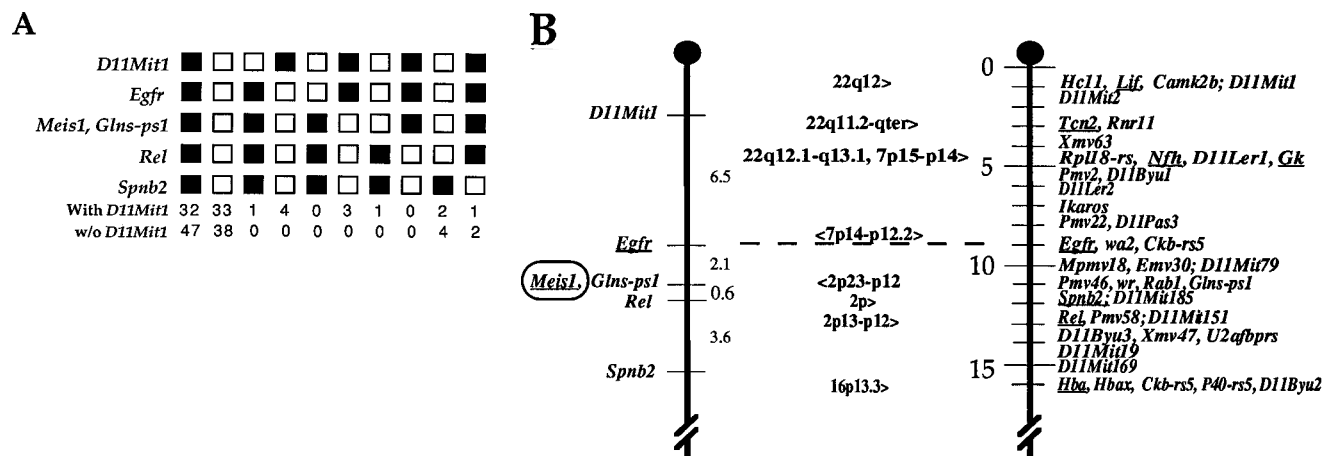 A
D11Mit1
Egfr
Meis1, Glns-ps1
Rel
Spnb2
With D11Mit1 32 33 1 4 0 3 1 0 2 1
w/o D11Mit1 47 38 0 0 0 0 0 0 4 2
B
D11Mit1
6.5
Egfr
2.1
Meis1, Glns-ps1
0.6
Rel
3.6
Spnb2
22q12>
22q11.2-qter>
22q12.1-q13.1, 7p15-p14>
<7p14-p12.2>
<2p23-p12
2p>
2p13-p12>
16p13.3>
0
Hc11, Lif, Camk2b; D11Mit1
D11Mit2
Tcn2, Rnr11
Xmv63
5
Rpl18-rs, Nfh, D11Ler1, Gk
Pmv2, D11Byu1
D11Ler2
Ikaros
Pmv22, D11Pas3
Egfr, wa2, Ckb-rs5
10
Mpmv18, Emv30; D11Mit79
Pmv46, wr, Rab1, Glns-ps1
Spnb2; D11Mit185
Rel, Pmv58; D11Mit151
D11Byu3, Xmv47, U2afbprs
D11Mit19
15
D11Mit169
Hba, Hbax, Ckb-rs5, P40-rs5, D11Byu2